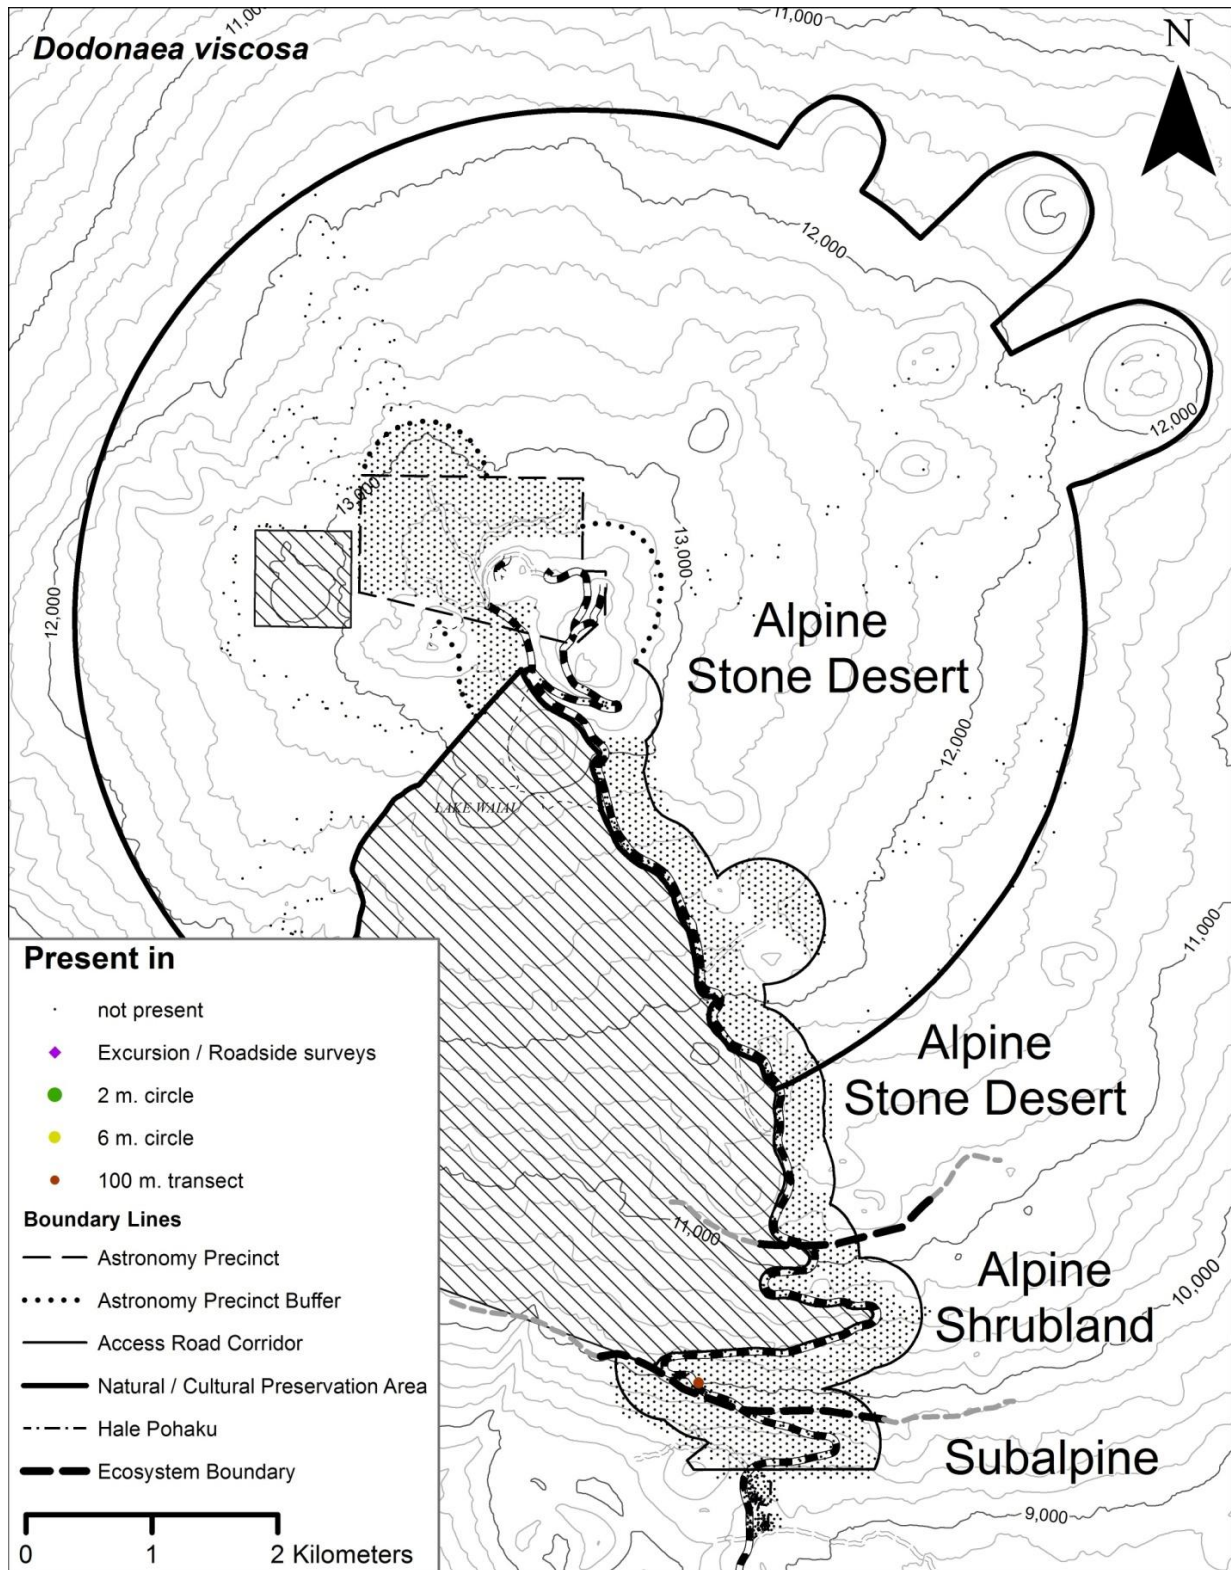 11,000
11,000
Dodonaea viscosa
N
12,000
12,000
13,000
13,000
12,000
Alpine
Stone Desert
12,000
LAKE WAIAU
11,000
Alpine
Stone Desert
11,000
10,000
Alpine
Shrubland
Subalpine
9,000
Present in
not present
Excursion / Roadside surveys
2 m. circle
6 m. circle
100 m. transect
Boundary Lines
Astronomy Precinct
Astronomy Precinct Buffer
Access Road Corridor
Natural / Cultural Preservation Area
Hale Pohaku
Ecosystem Boundary
0 1 2 Kilometers